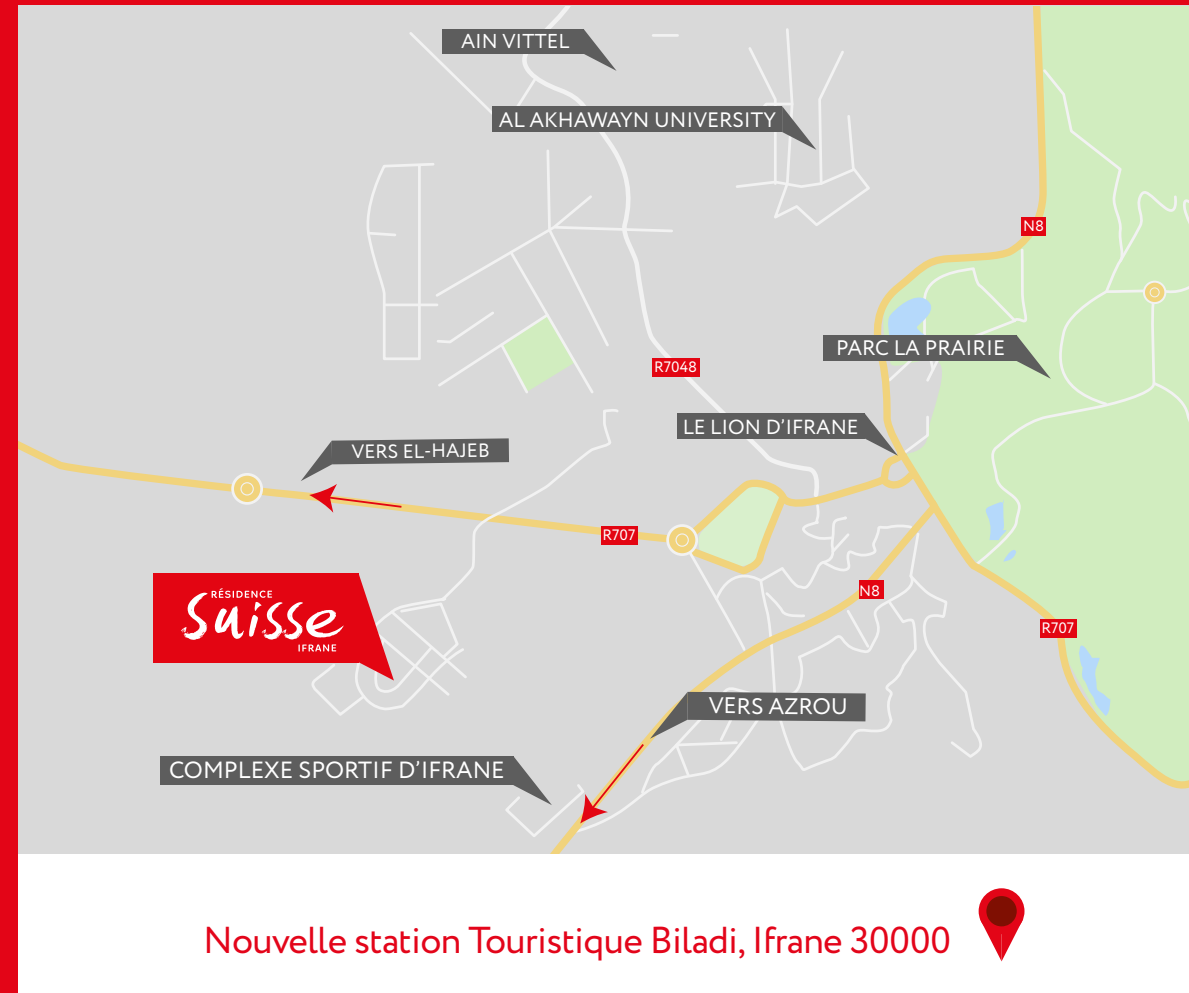 AIN VITTEL
AL AKHAWAYN UNIVERSITY
N8
PARC LA PRAIRIE
R7048
LE LION D'IFRANE
VERS EL-HAJEB
R707
RÉSIDENCE
Suisse
IFRANE
N8
R707
VERS AZROU
COMPLEXE SPORTIF D'IFRANE
Nouvelle station Touristique Biladi, Ifrane 30000